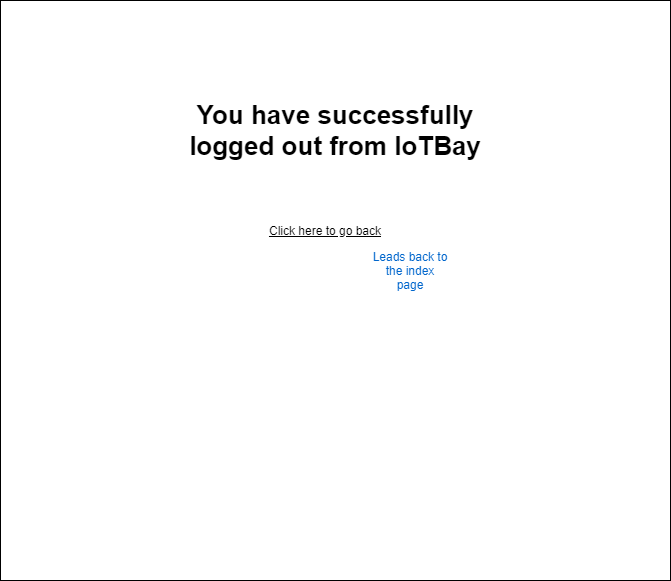 You have successfully
logged out from IoTBay
Click here to go back
Leads back to
the index
page